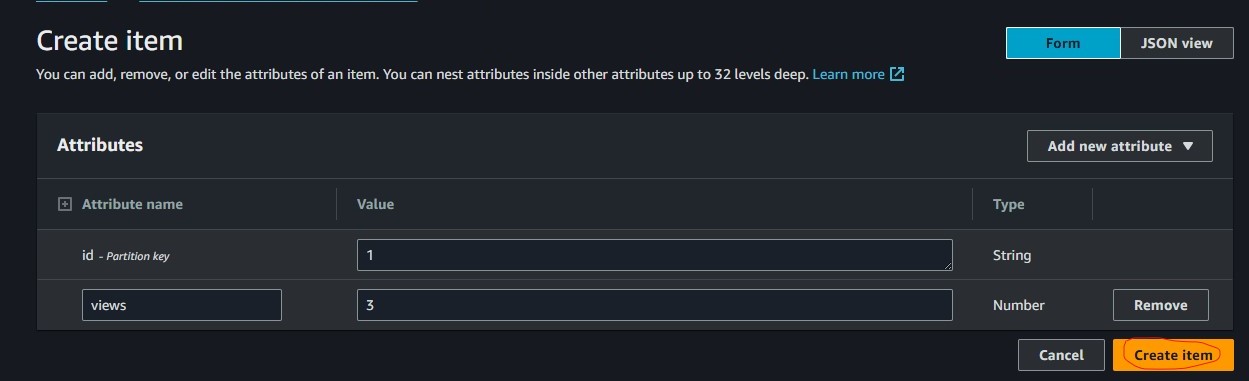 Create item
Form JSON view
You can add, remove, or edit the attributes of an item. You can nest attributes inside other attributes up to 32 levels deep. Learn more
Attributes
Add new attribute
Attribute name Value Type
id - Partition key 1 String
views 3 Number Remove
Cancel Create item